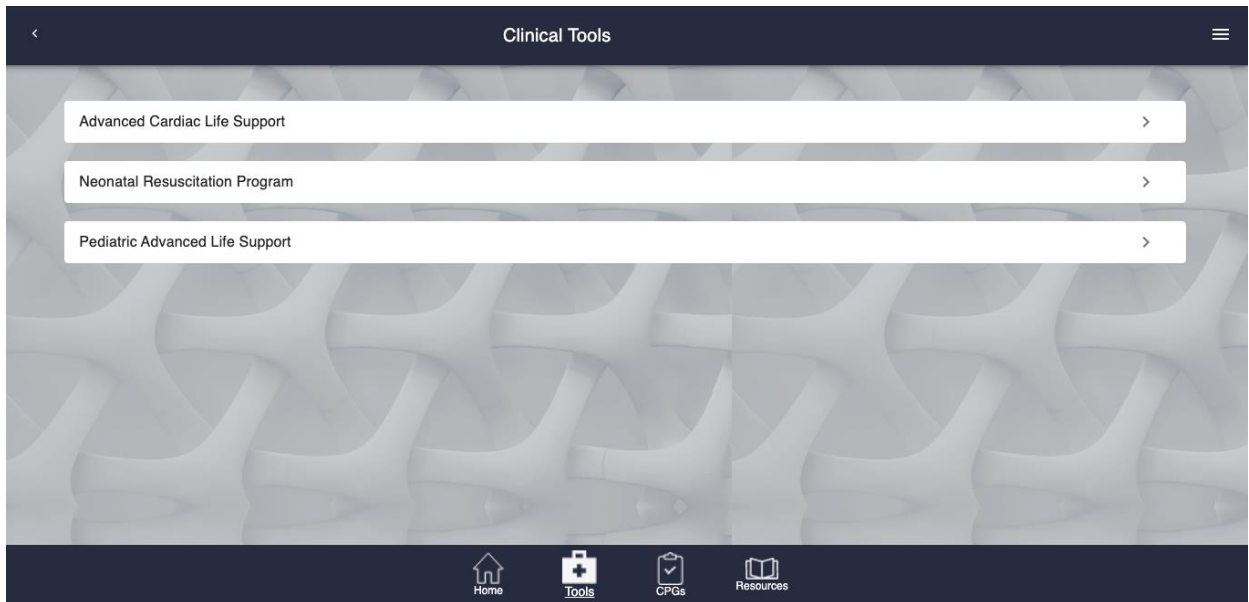 Clinical Tools
Advanced Cardiac Life Support
Neonatal Resuscitation Program
Pediatric Advanced Life Support
Home
Tools
CPGs
Resources